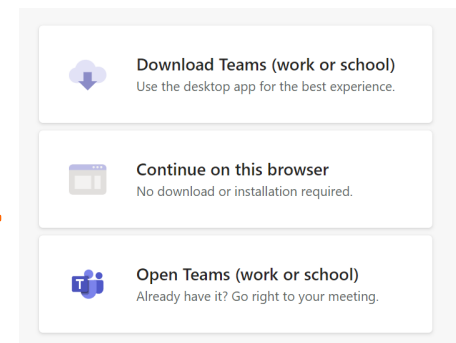 Download Teams (work or school)
Use the desktop app for the best experience.
Continue on this browser
No download or installation required.
T
Open Teams (work or school)
Already have it? Go right to your meeting.